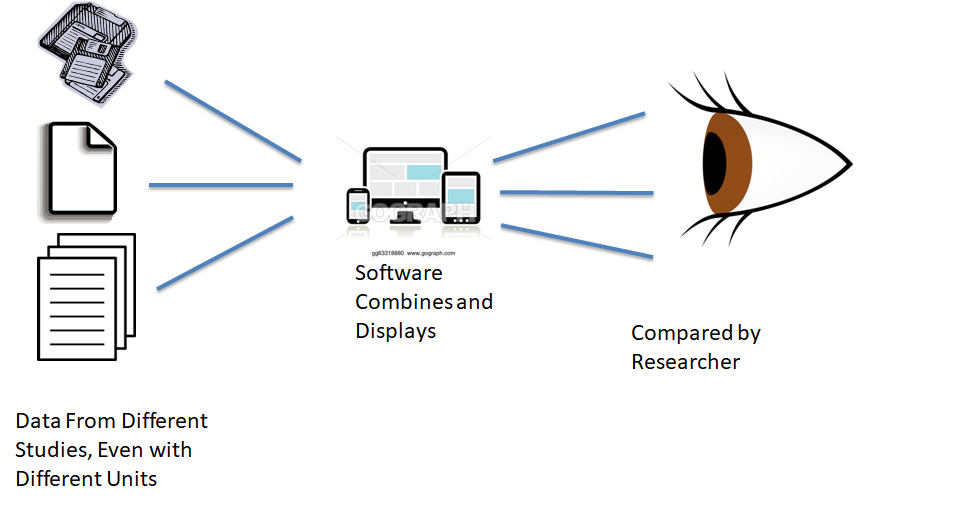 GOGRAPH
gg63318880 www.gograph.com
Software
Combines and
Displays
Compared by
Researcher
Data From Different
Studies, Even with
Different Units